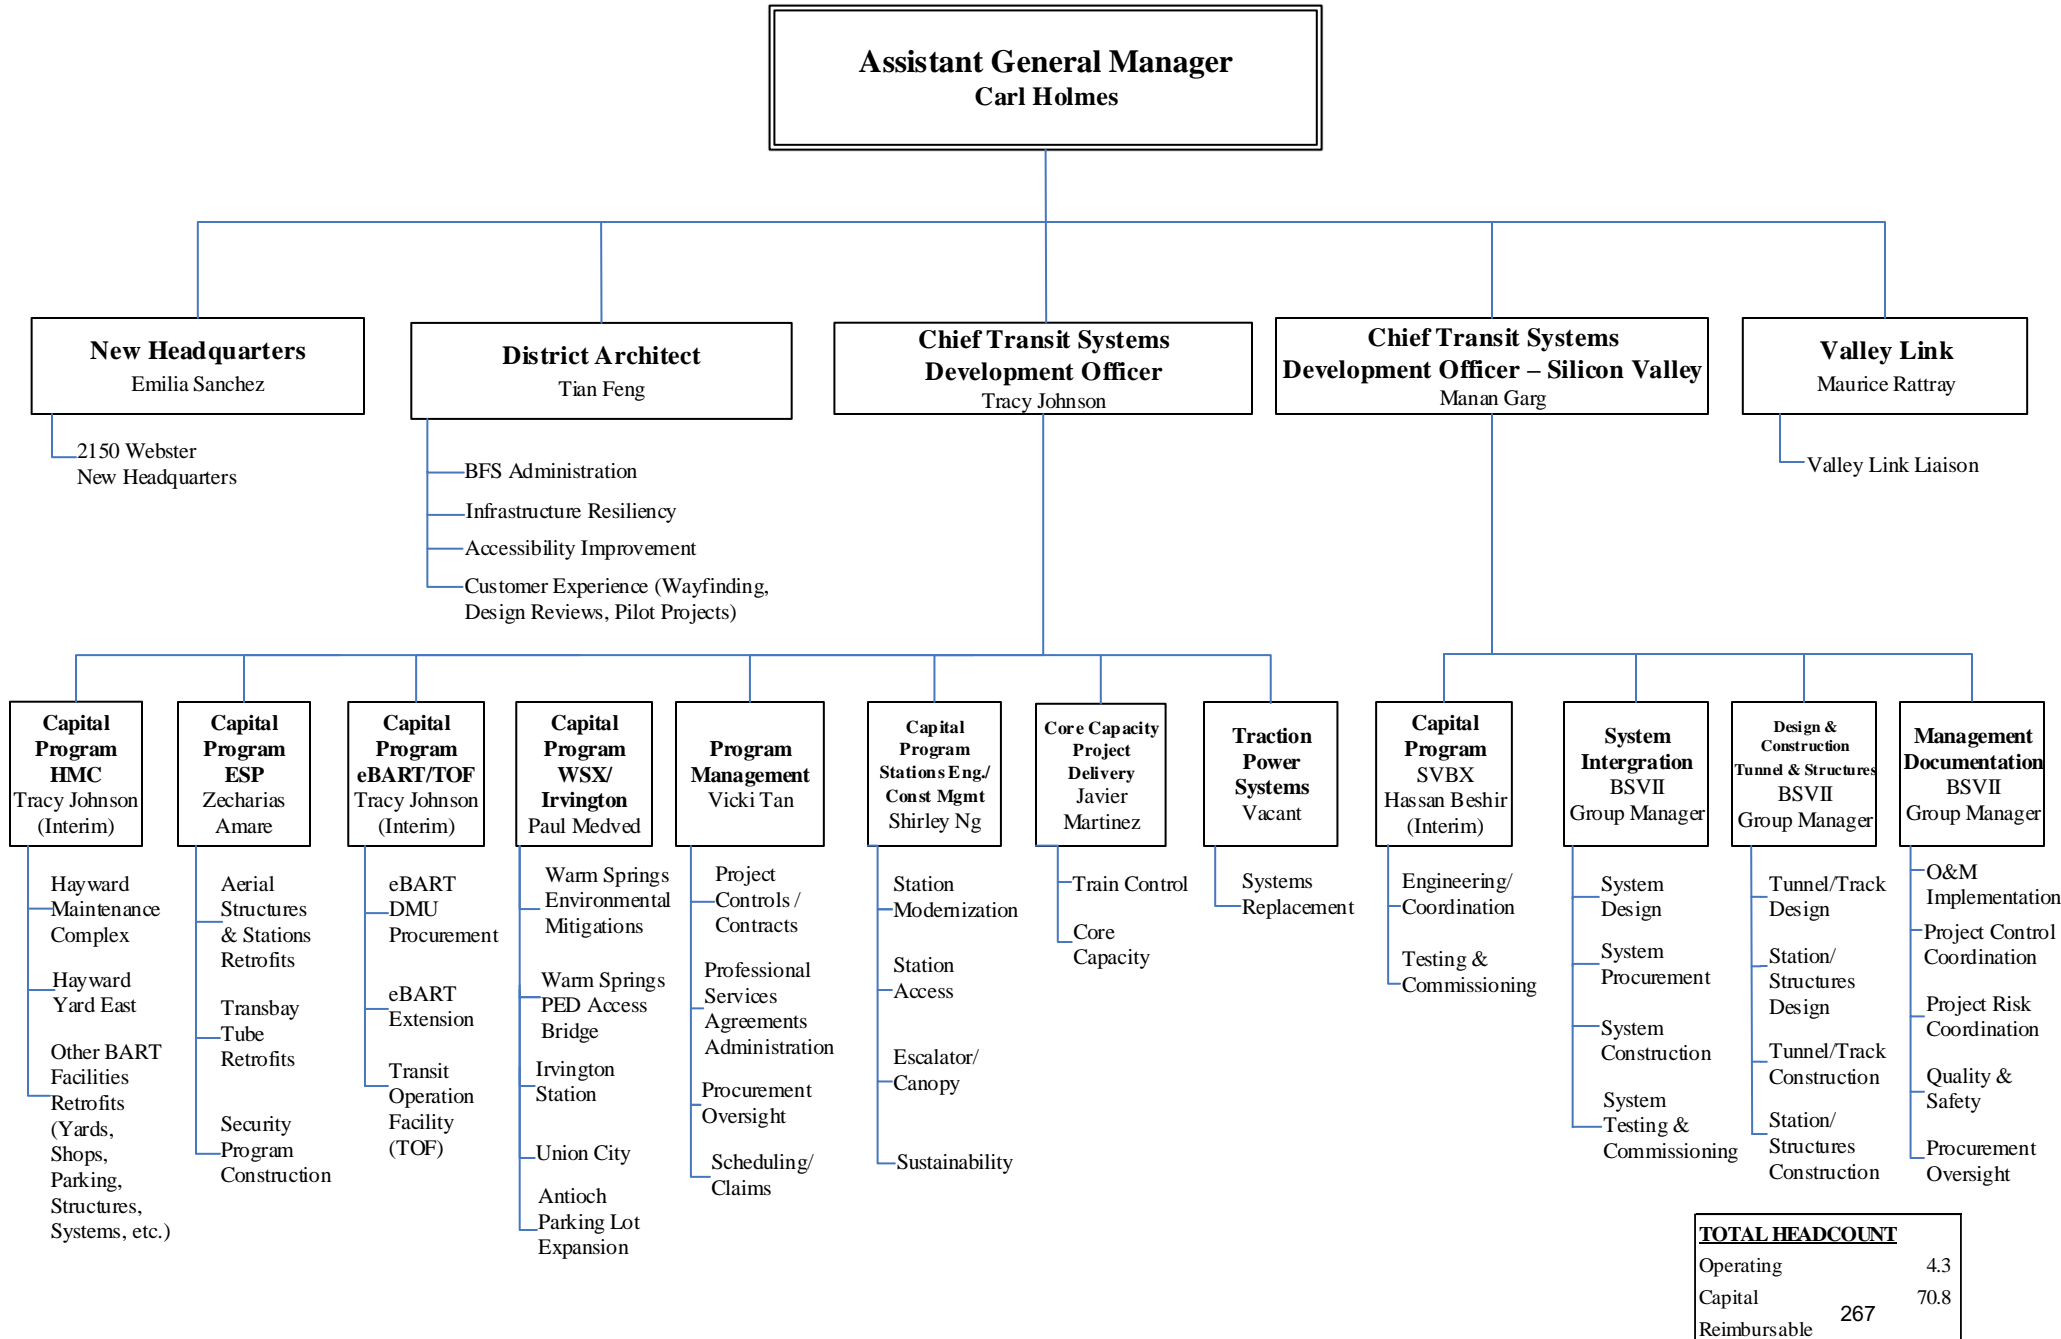 Assistant General Manager
Carl Holmes
New Headquarters
Emilia Sanchez
2150 Webster
New Headquarters
District Architect
Tian Feng
BFS Administration
Infrastructure Resiliency
Accessibility Improvement
Customer Experience (Wayfinding,
Design Reviews, Pilot Projects)
Chief Transit Systems
Development Officer
Tracy Johnson
Chief Transit Systems
Development Officer – Silicon Valley
Manan Garg
Valley Link
Maurice Rattray
Valley Link Liaison
Capital
Program
HMC
Tracy Johnson
(Interim)
Hayward
Maintenance
Complex
Hayward
Yard East
Other BART
Facilities
Retrofits
(Yards,
Shops,
Parking,
Structures,
Systems, etc.)
Capital
Program
ESP
Zecharias
Amare
Aerial
Structures
& Stations
Retrofits
Transbay
Tube
Retrofits
Security
Program
Construction
Capital
Program
eBART/TOF
Tracy Johnson
(Interim)
eBART
DMU
Procurement
eBART
Extension
Transit
Operation
Facility
(TOF)
Capital
Program
WSX/
Irvington
Paul Medved
Warm Springs
Environmental
Mitigations
Warm Springs
PED Access
Bridge
Irvington
Station
Union City
Antioch
Parking Lot
Expansion
Program
Management
Vicki Tan
Project
Controls /
Contracts
Professional
Services
Agreements
Administration
Procurement
Oversight
Scheduling/
Claims
Capital
Program
Stations Eng./
Const Mgmt
Shirley Ng
Station
Modernization
Station
Access
Escalator/
Canopy
Sustainability
Core Capacity
Project
Delivery
Javier
Martinez
Train Control
Core
Capacity
Traction
Power
Systems
Vacant
Systems
Replacement
Capital
Program
SVBX
Hassan Beshir
(Interim)
Engineering/
Coordination
Testing &
Commissioning
System
Intergration
BSVII
Group Manager
System
Design
System
Procurement
System
Construction
System
Testing &
Commissioning
Design &
Construction
Tunnel & Structures
BSVII
Group Manager
Tunnel/Track
Design
Station/
Structures
Design
Tunnel/Track
Construction
Station/
Structures
Construction
Management
Documentation
BSVII
Group Manager
O&M
Implementation
Project Control
Coordination
Project Risk
Coordination
Quality &
Safety
Procurement
Oversight
TOTAL HEADCOUNT
Operating 4.3
Capital 70.8
Reimbursable
267